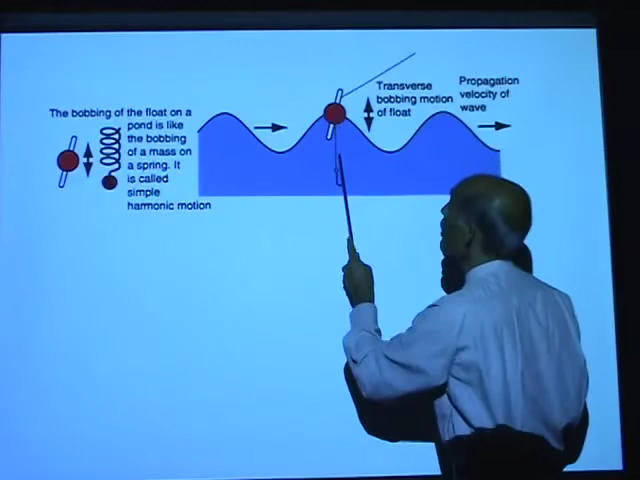 The bobbing of the float on a
pond is like
the bobbing
of a mass on
a spring. It
is called
simple
harmonic motion
Transverse
bobbing motion
of float
Propagation
velocity of
wave